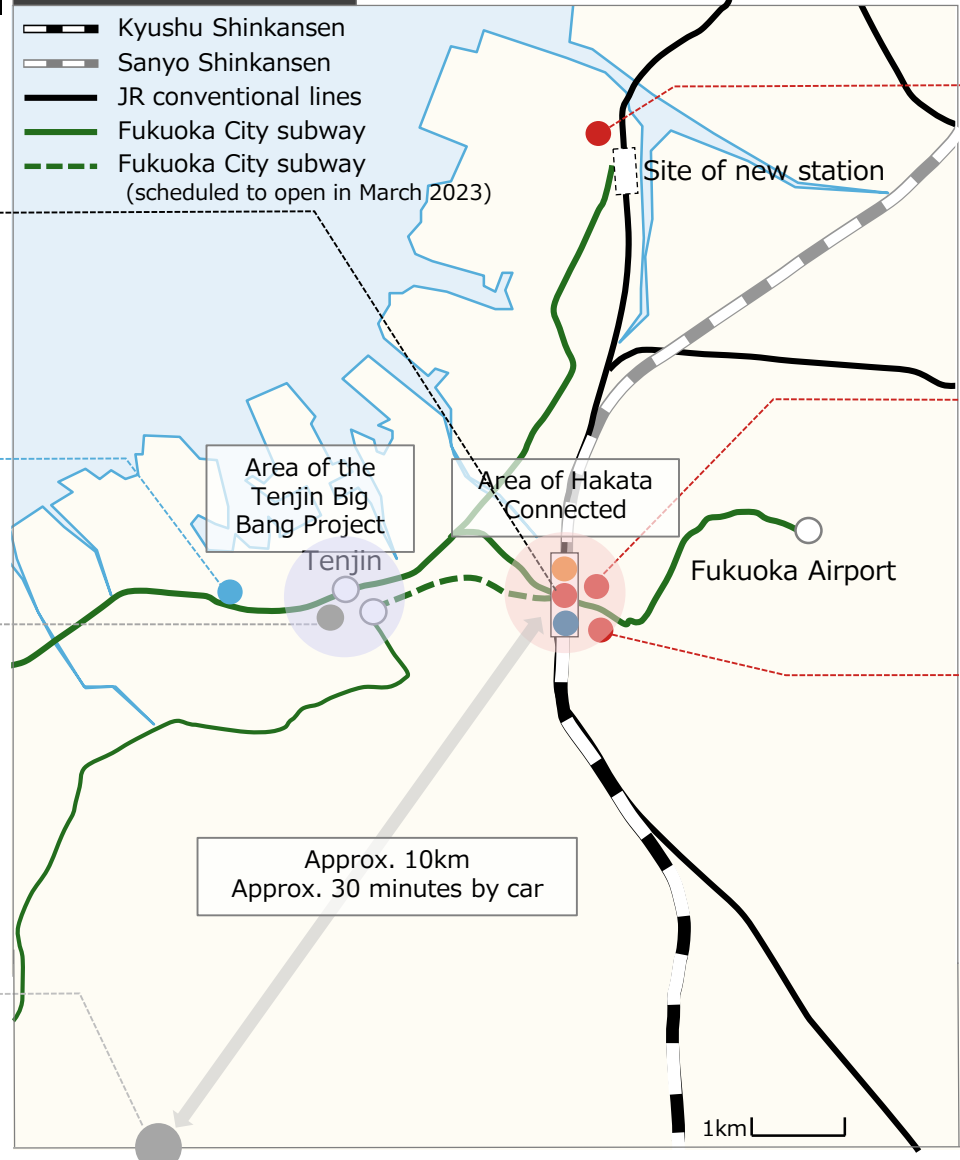 Kyushu Shinkansen
Sanyo Shinkansen
JR conventional lines
Fukuoka City subway
Fukuoka City subway
(scheduled to open in March 2023)
Site of new station
Area of the
Tenjin Big
Bang Project
Area of Hakata
Connected
Tenjin
Fukuoka Airport
Approx. 10km
Approx. 30 minutes by car
1km